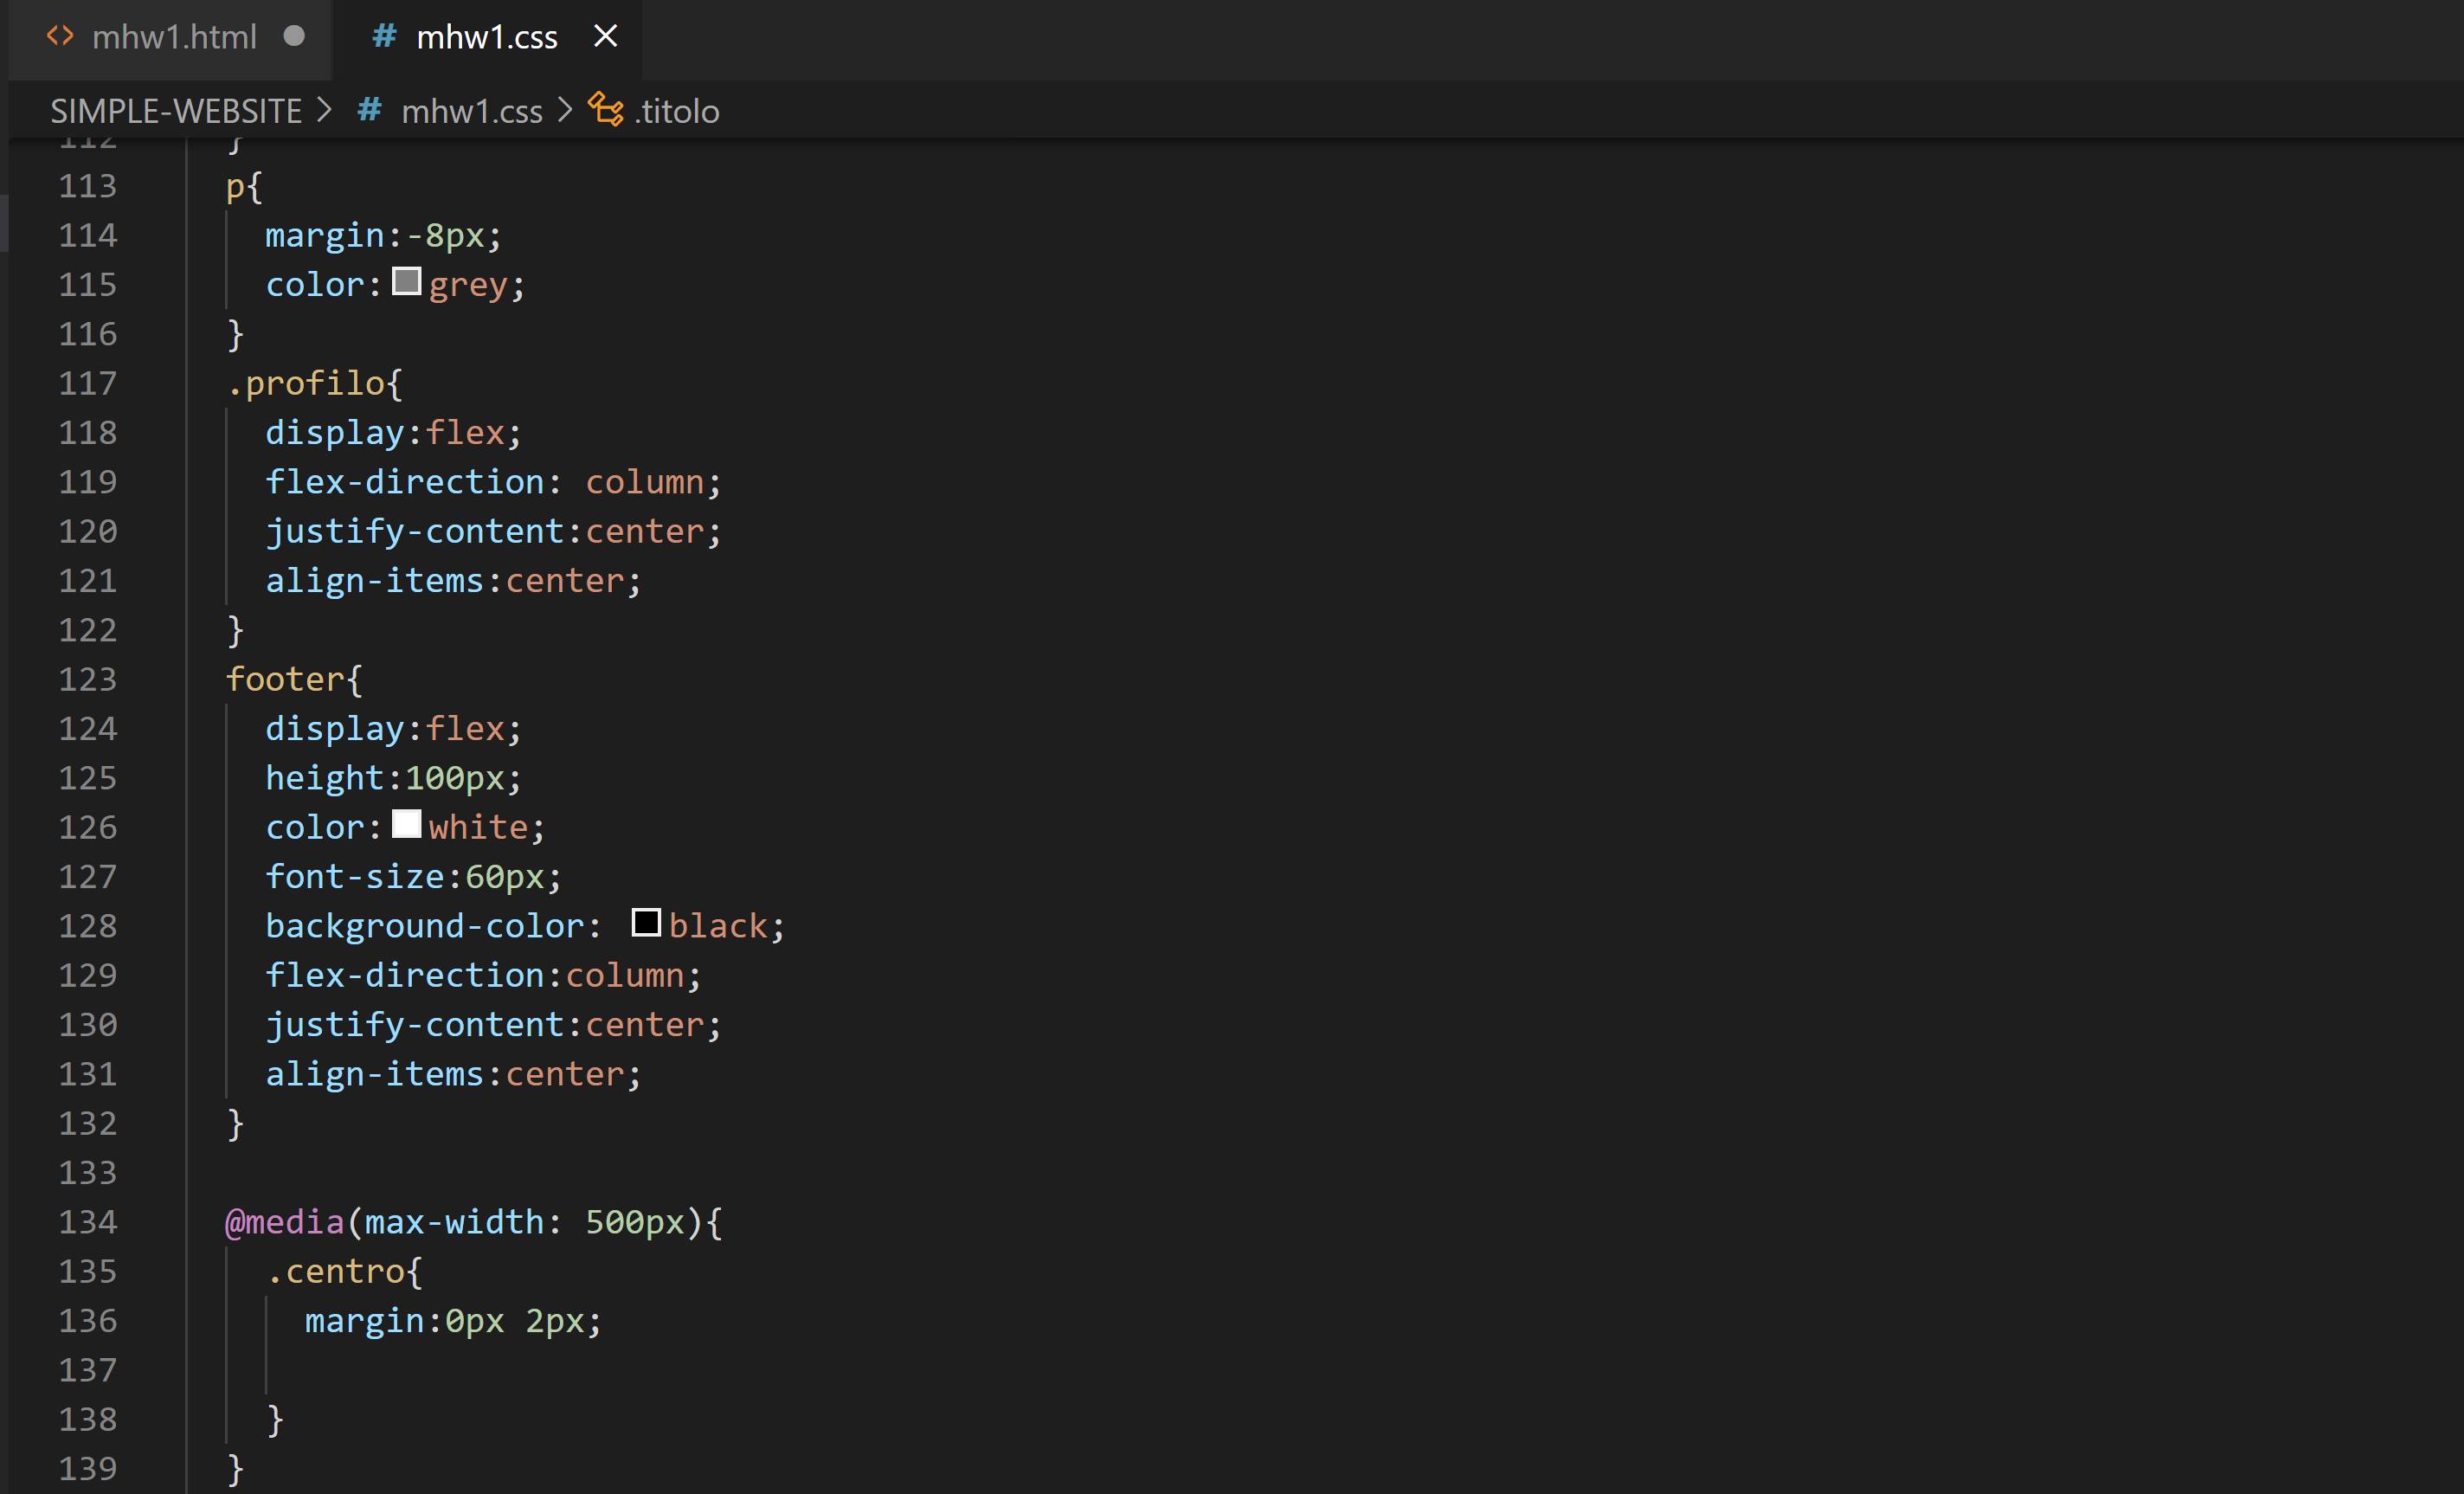 mhw1.html
mhw1.css
SIMPLE-WEBSITE > # mhw1.css > .titolo
112 }
113 p{
114 margin:-8px;
115 color:grey;
116 }
117 .profilo{
118 display:flex;
119 flex-direction: column;
120 justify-content:center;
121 align-items:center;
122 }
123 footer{
124 display:flex;
125 height:100px;
126 color:white;
127 font-size:60px;
128 background-color: black;
129 flex-direction:column;
130 justify-content:center;
131 align-items:center;
132 }
133
134 @media(max-width: 500px){
135 .centro{
136 margin:0px 2px;
137
138 }
139 }